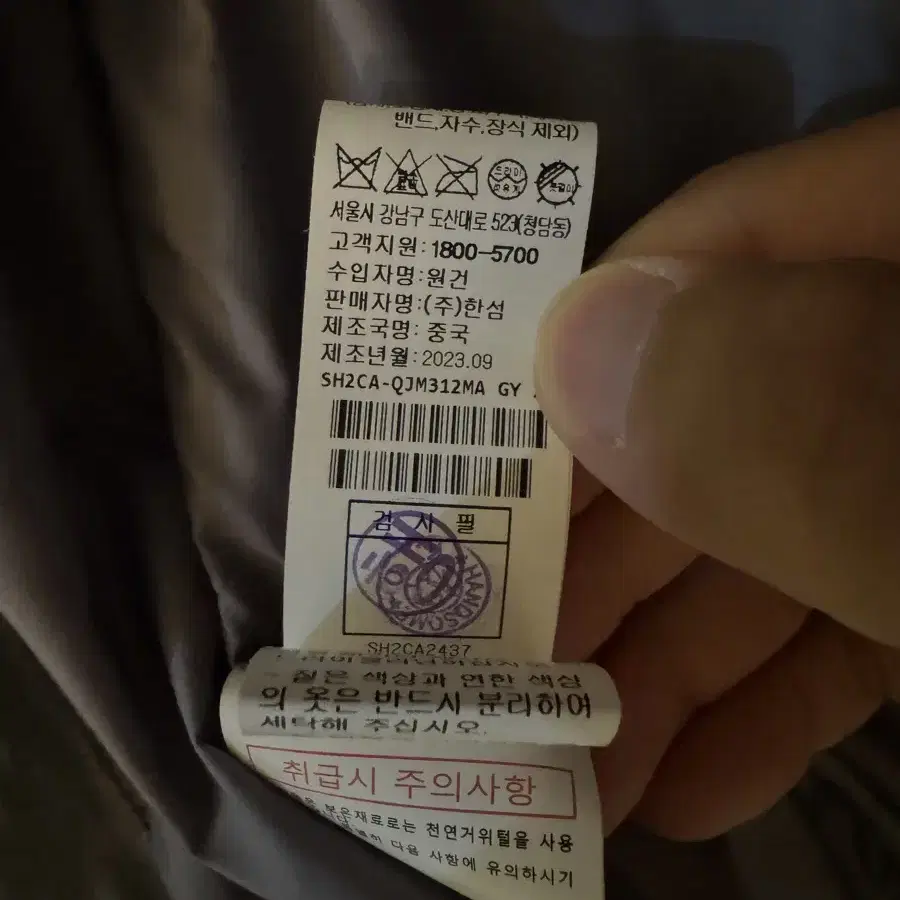 밴드,자수,장식 제외)
드라이
서울시 강남구 도산대로 523(청담동)
고객지원:1800-5700
수입자명:원건
판매자명:(주)한섬
제조국명: 중국
제조년월:2023.09
SH2CA-QJM312MA GY
검 사 필
HANDSOME
SH2CA2437
짙은 색상과 연한 색상
의 옷은 반드시 분리하여
세탁해 주십시오.
취급시 주의사항
천연거위털을 사용
다음 사항에 유의하시기